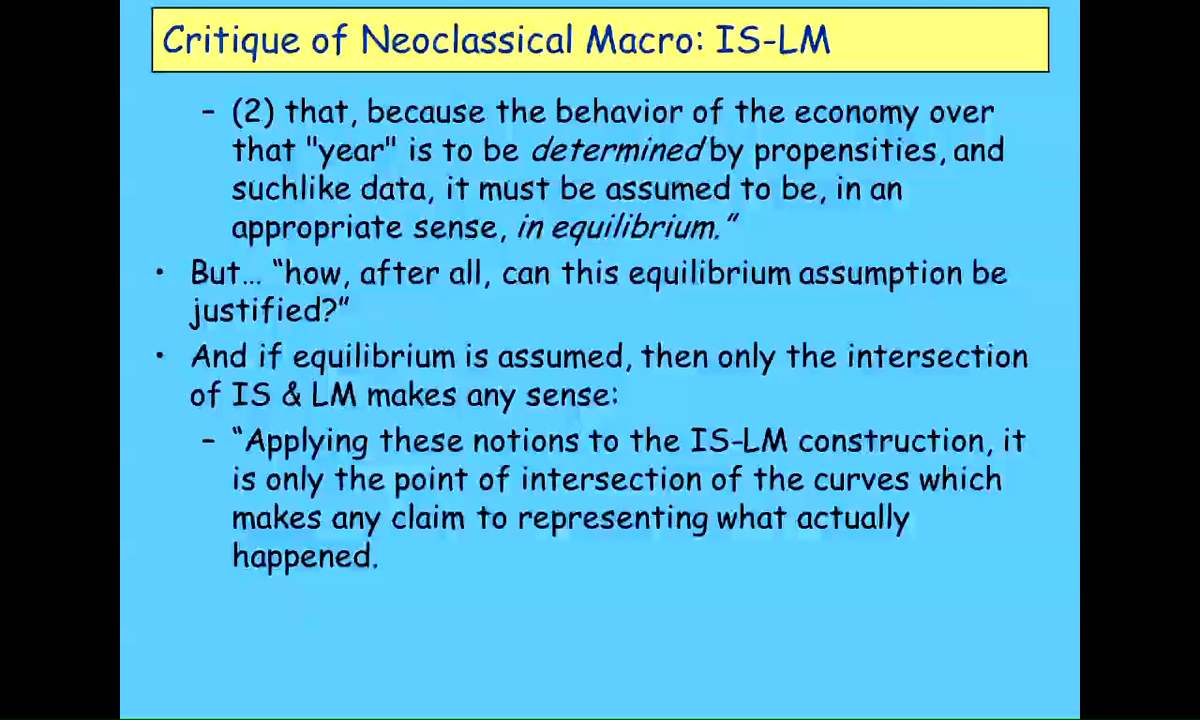 Critique of Neoclassical Macro: IS-LM
– (2) that, because the behavior of the economy over
that "year" is to be determined by propensities, and
suchlike data, it must be assumed to be, in an
appropriate sense, in equilibrium.”
• But… “how, after all, can this equilibrium assumption be
justified?”
• And if equilibrium is assumed, then only the intersection
of IS & LM makes any sense:
– “Applying these notions to the IS-LM construction, it
is only the point of intersection of the curves which
makes any claim to representing what actually
happened.